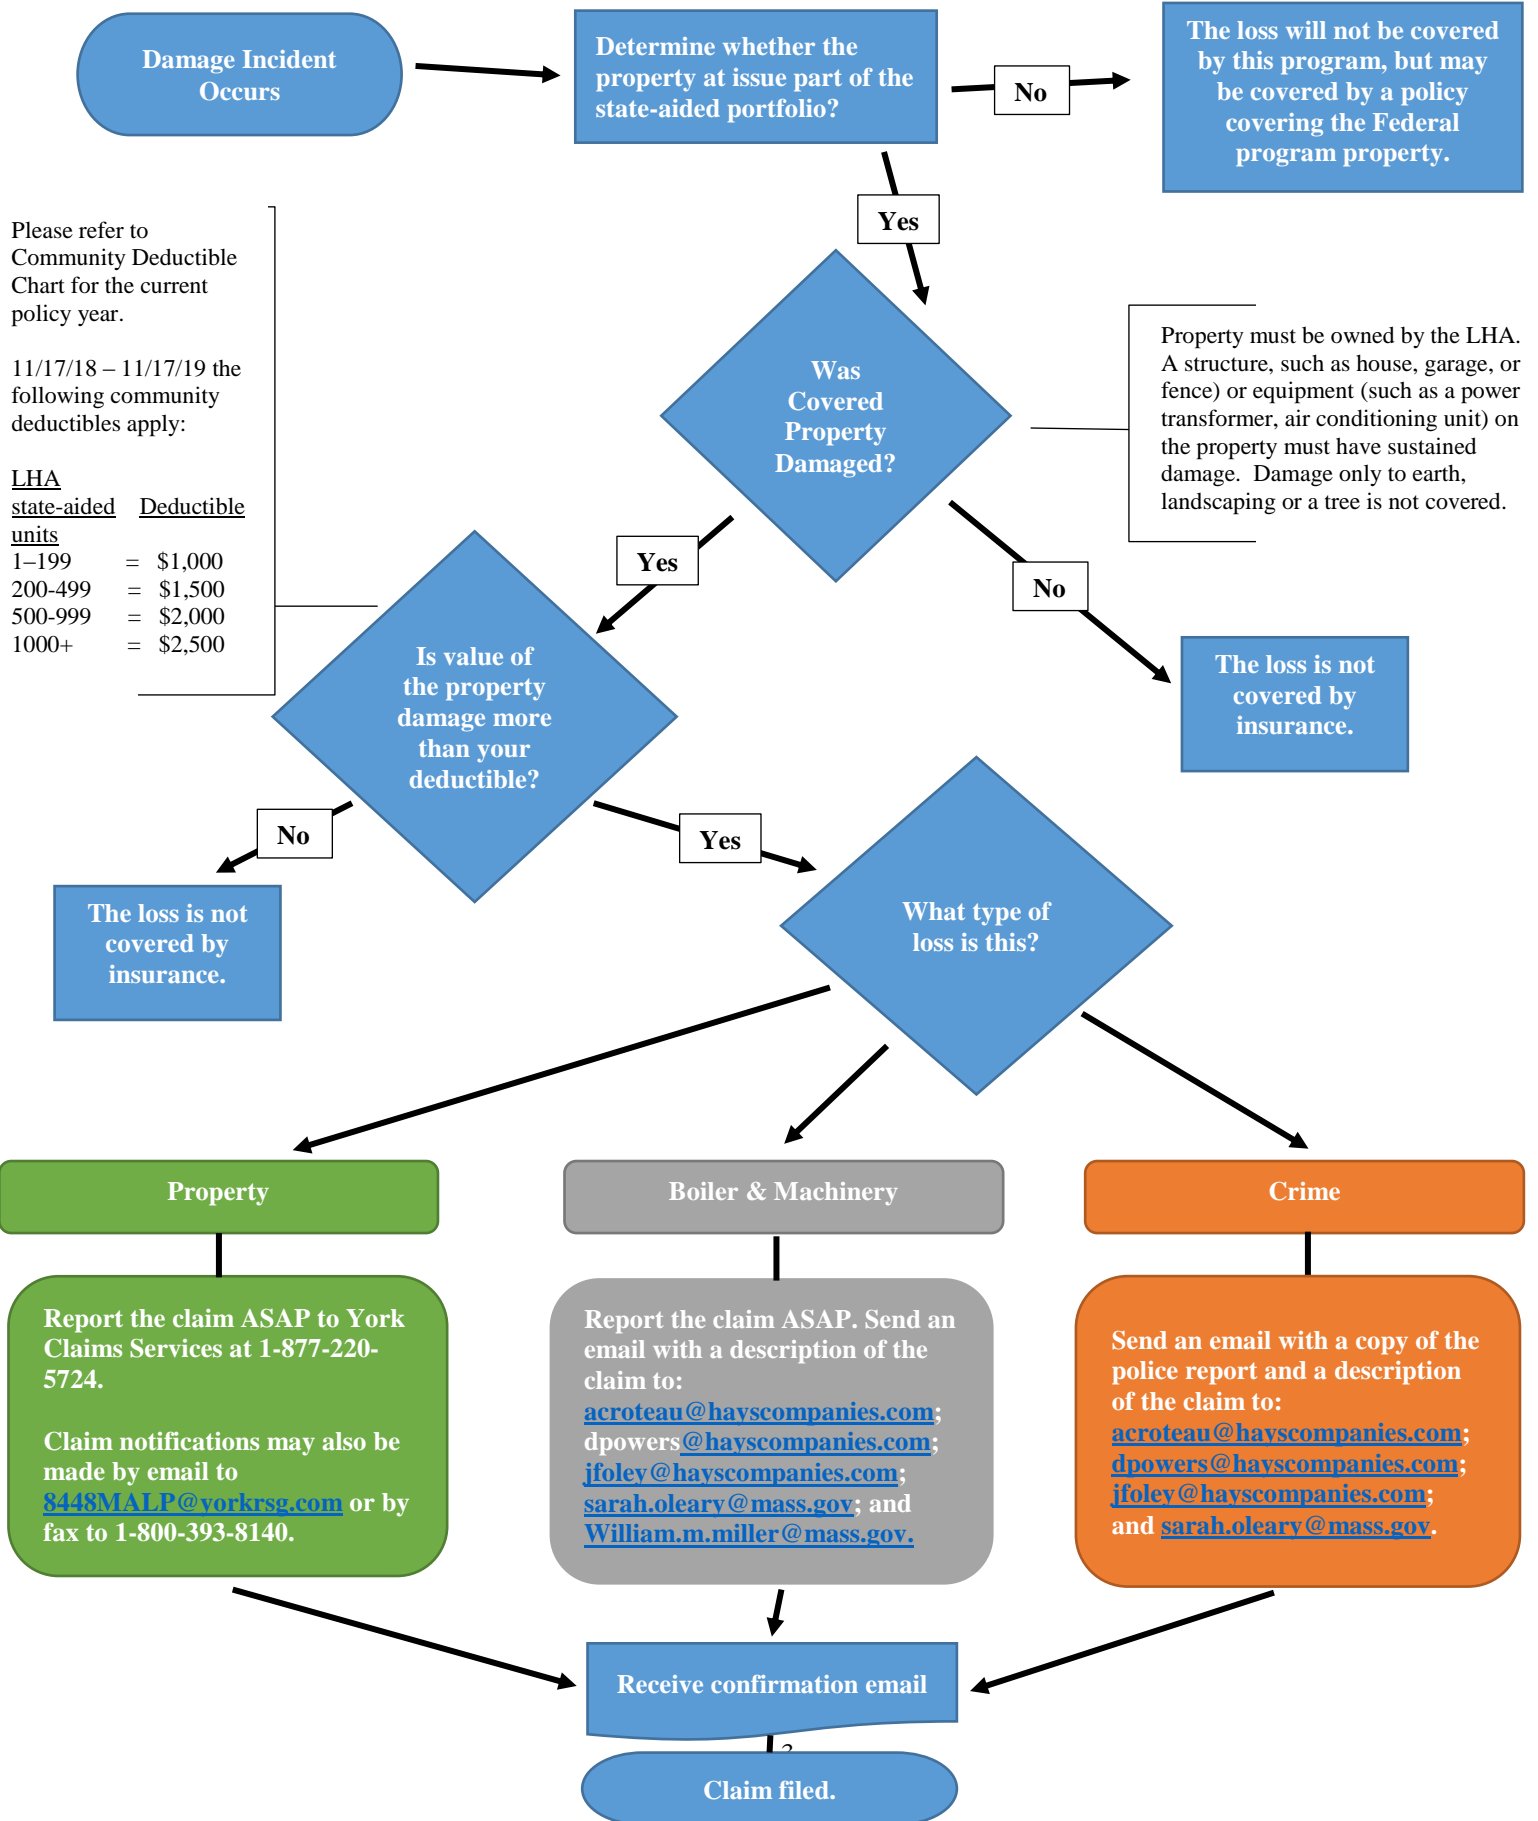 Damage Incident
Occurs
Determine whether the
property at issue part of the
state-aided portfolio?
No
The loss will not be covered
by this program, but may
be covered by a policy
covering the Federal
program property.
Yes
Please refer to
Community Deductible
Chart for the current
policy year.
11/17/18 – 11/17/19 the
following community
deductibles apply:
LHA
state-aided Deductible
units
1–199 = $1,000
200-499 = $1,500
500-999 = $2,000
1000+ = $2,500
Was
Covered
Property
Damaged?
Property must be owned by the LHA.
A structure, such as house, garage, or
fence) or equipment (such as a power
transformer, air conditioning unit) on
the property must have sustained
damage. Damage only to earth,
landscaping or a tree is not covered.
Yes
No
The loss is not
covered by
insurance.
Is value of
the property
damage more
than your
deductible?
No
Yes
The loss is not
covered by
insurance.
What type of
loss is this?
Property
Boiler & Machinery
Crime
Report the claim ASAP to York
Claims Services at 1-877-220-
5724.
Claim notifications may also be
made by email to
8448MALP@yorkrsg.com or by
fax to 1-800-393-8140.
Report the claim ASAP. Send an
email with a description of the
claim to:
acroteau@hayscompanies.com;
dpowers@hayscompanies.com;
jfoley@hayscompanies.com;
sarah.oleary@mass.gov; and
William.m.miller@mass.gov.
Send an email with a copy of the
police report and a description
of the claim to:
acroteau@hayscompanies.com;
dpowers@hayscompanies.com;
jfoley@hayscompanies.com;
and sarah.oleary@mass.gov.
Receive confirmation email
Claim filed.